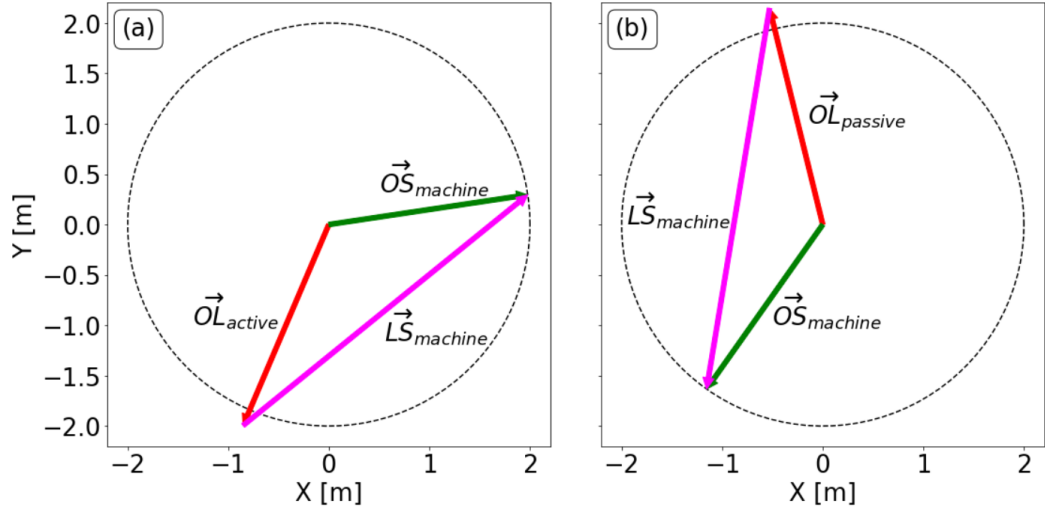 (a)
2.0
1.5
1.0
0.5
0.0
−0.5
−1.0
−1.5
−2.0
Y [m]
OS machine
OL active
LS machine
−2 −1 0 1 2
X [m]
(b)
OL passive
LS machine
OS machine
−2 −1 0 1 2
X [m]